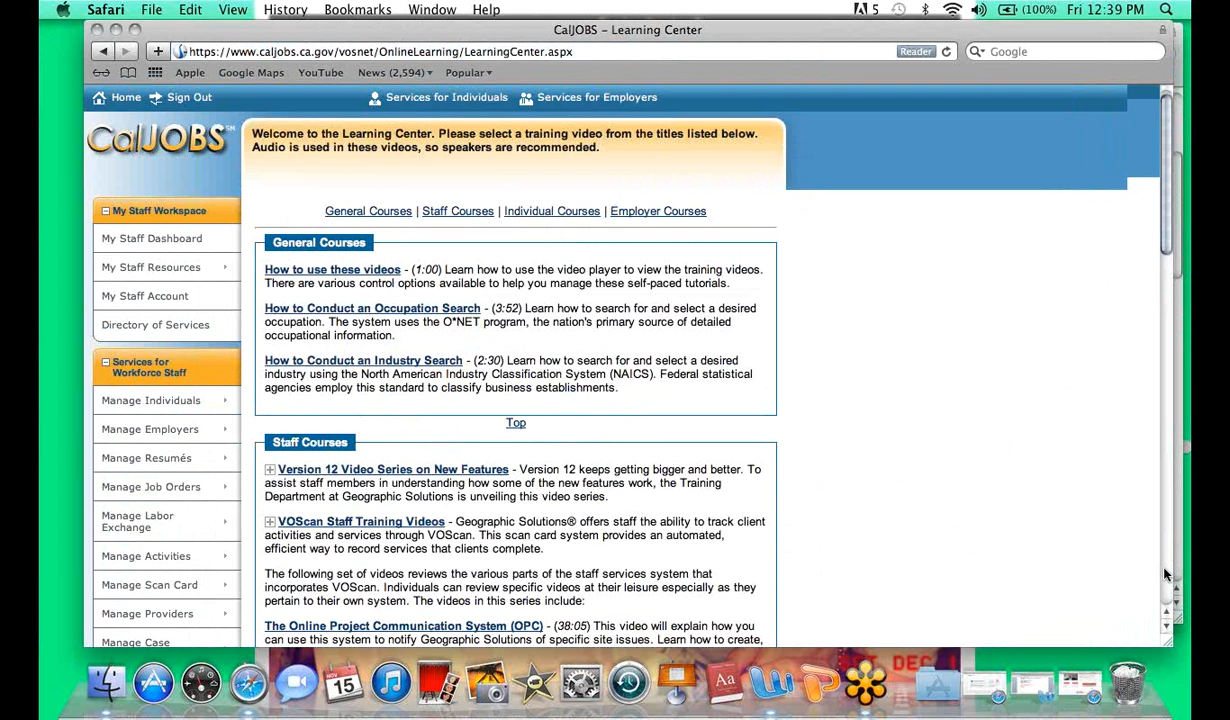 Safari File Edit View History Bookmarks Window Help
5 (100%) Fri 12:39 PM
CalJOBS – Learning Center
https://www.caljobs.ca.gov/vosnet/OnlineLearning/LearningCenter.aspx Reader Google
Apple Google Maps YouTube News (2,594)▾ Popular▾
Home Sign Out Services for Individuals Services for Employers
CalJOBS SM
Welcome to the Learning Center. Please select a training video from the titles listed below.
Audio is used in these videos, so speakers are recommended.
General Courses | Staff Courses | Individual Courses | Employer Courses
My Staff Workspace
My Staff Dashboard
My Staff Resources
My Staff Account
Directory of Services
Services for
Workforce Staff
Manage Individuals
Manage Employers
Manage Resumés
Manage Job Orders
Manage Labor
Exchange
Manage Activities
Manage Scan Card
Manage Providers
Manage Case
General Courses
How to use these videos - (1:00) Learn how to use the video player to view the training videos.
There are various control options available to help you manage these self-paced tutorials.
How to Conduct an Occupation Search - (3:52) Learn how to search for and select a desired
occupation. The system uses the O*NET program, the nation's primary source of detailed
occupational information.
How to Conduct an Industry Search - (2:30) Learn how to search for and select a desired
industry using the North American Industry Classification System (NAICS). Federal statistical
agencies employ this standard to classify business establishments.
Top
Staff Courses
Version 12 Video Series on New Features - Version 12 keeps getting bigger and better. To
assist staff members in understanding how some of the new features work, the Training
Department at Geographic Solutions is unveiling this video series.
VOScan Staff Training Videos - Geographic Solutions® offers staff the ability to track client
activities and services through VOScan. This scan card system provides an automated,
efficient way to record services that clients complete.
The following set of videos reviews the various parts of the staff services system that
incorporates VOScan. Individuals can review specific videos at their leisure especially as they
pertain to their own system. The videos in this series include:
The Online Project Communication System (OPC) - (38:05) This video will explain how you
can use this system to notify Geographic Solutions of specific site issues. Learn how to create,
NOV
15
Aa
W
P